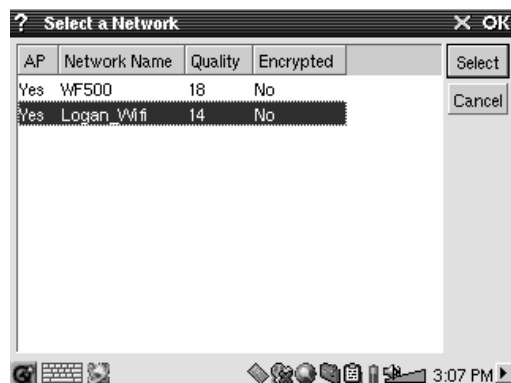 ? Select a Network X OK
AP Network Name Quality Encrypted
Yes WF500 18 No
Yes Logan_Wifi 14 No
Select
Cancel
3:07 PM